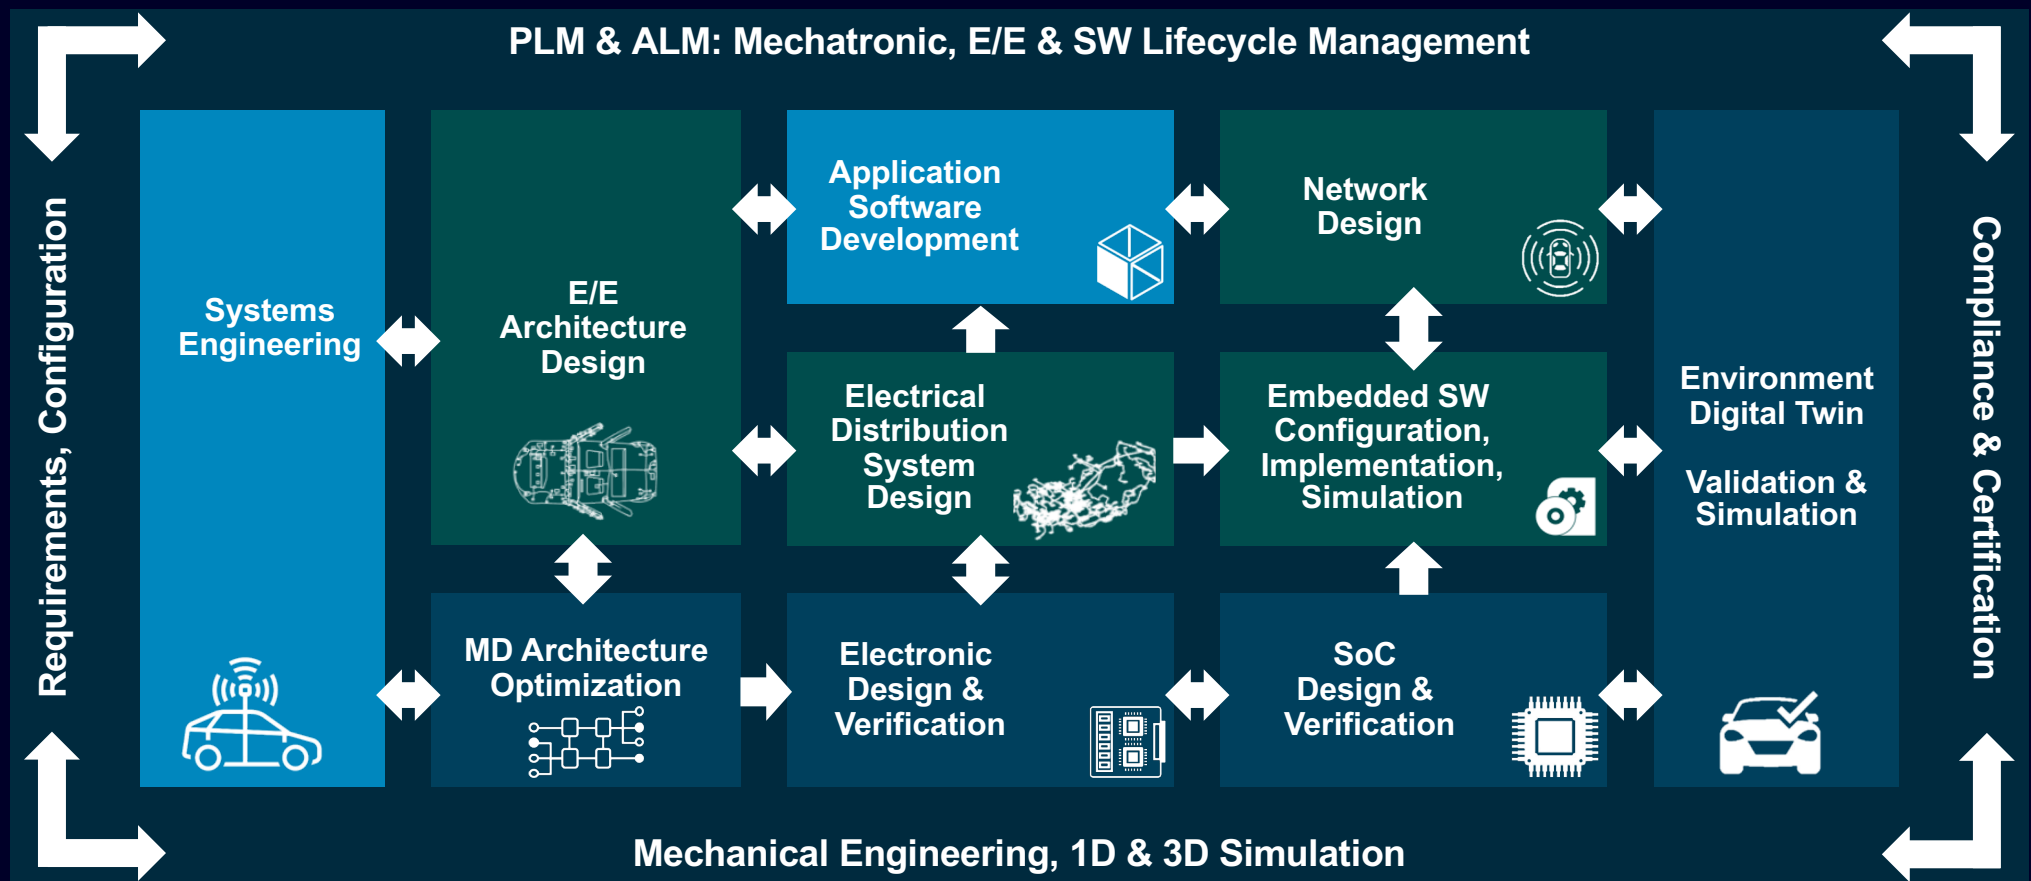 PLM & ALM: Mechatronic, E/E & SW Lifecycle Management
Requirements, Configuration
Systems
Engineering
E/E
Architecture
Design
Application
Software
Development
Network
Design
Electrical
Distribution
System
Design
Embedded SW
Configuration,
Implementation,
Simulation
MD Architecture
Optimization
Electronic
Design &
Verification
SoC
Design &
Verification
Environment
Digital Twin
Validation &
Simulation
Compliance & Certification
Mechanical Engineering, 1D & 3D Simulation